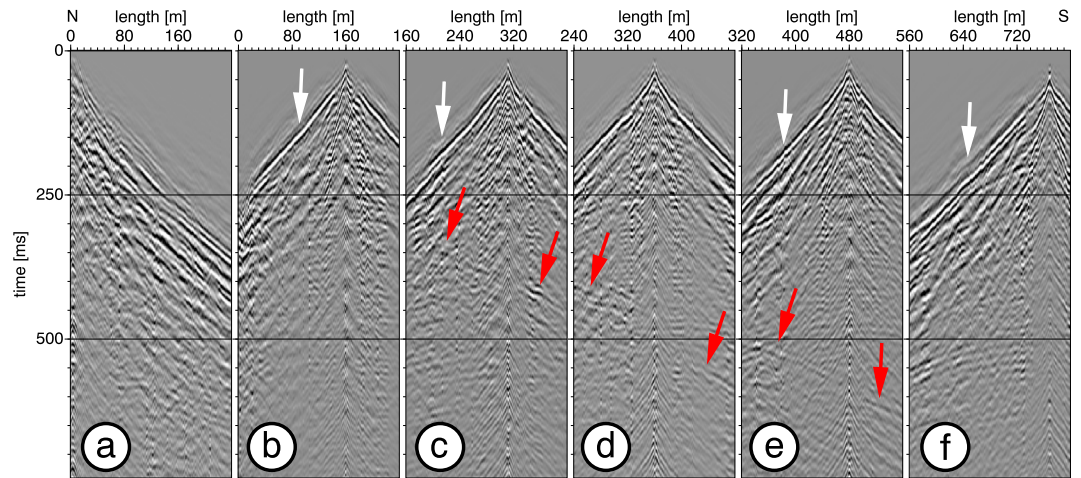 N length [m] length [m] length [m] length [m] length [m] length [m] S
0 80 160 0 80 160 160 240 320 240 320 400 320 400 480 560 560 640 720
0
250
500
time [ms]
a b c d e f